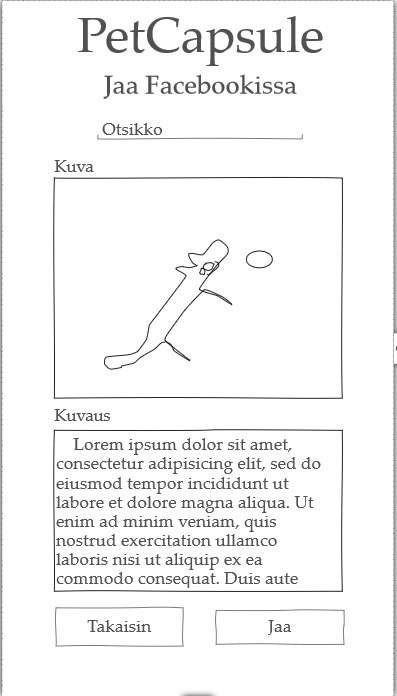 PetCapsule
Jaa Facebookissa
Otsikko
Kuva
Kuvaus
Lorem ipsum dolor sit amet,
consectetur adipisicing elit, sed do
eiusmod tempor incididunt ut
labore et dolore magna aliqua. Ut
enim ad minim veniam, quis
nostrud exercitation ullamco
laboris nisi ut aliquip ex ea
commodo consequat. Duis aute
Takaisin
Jaa